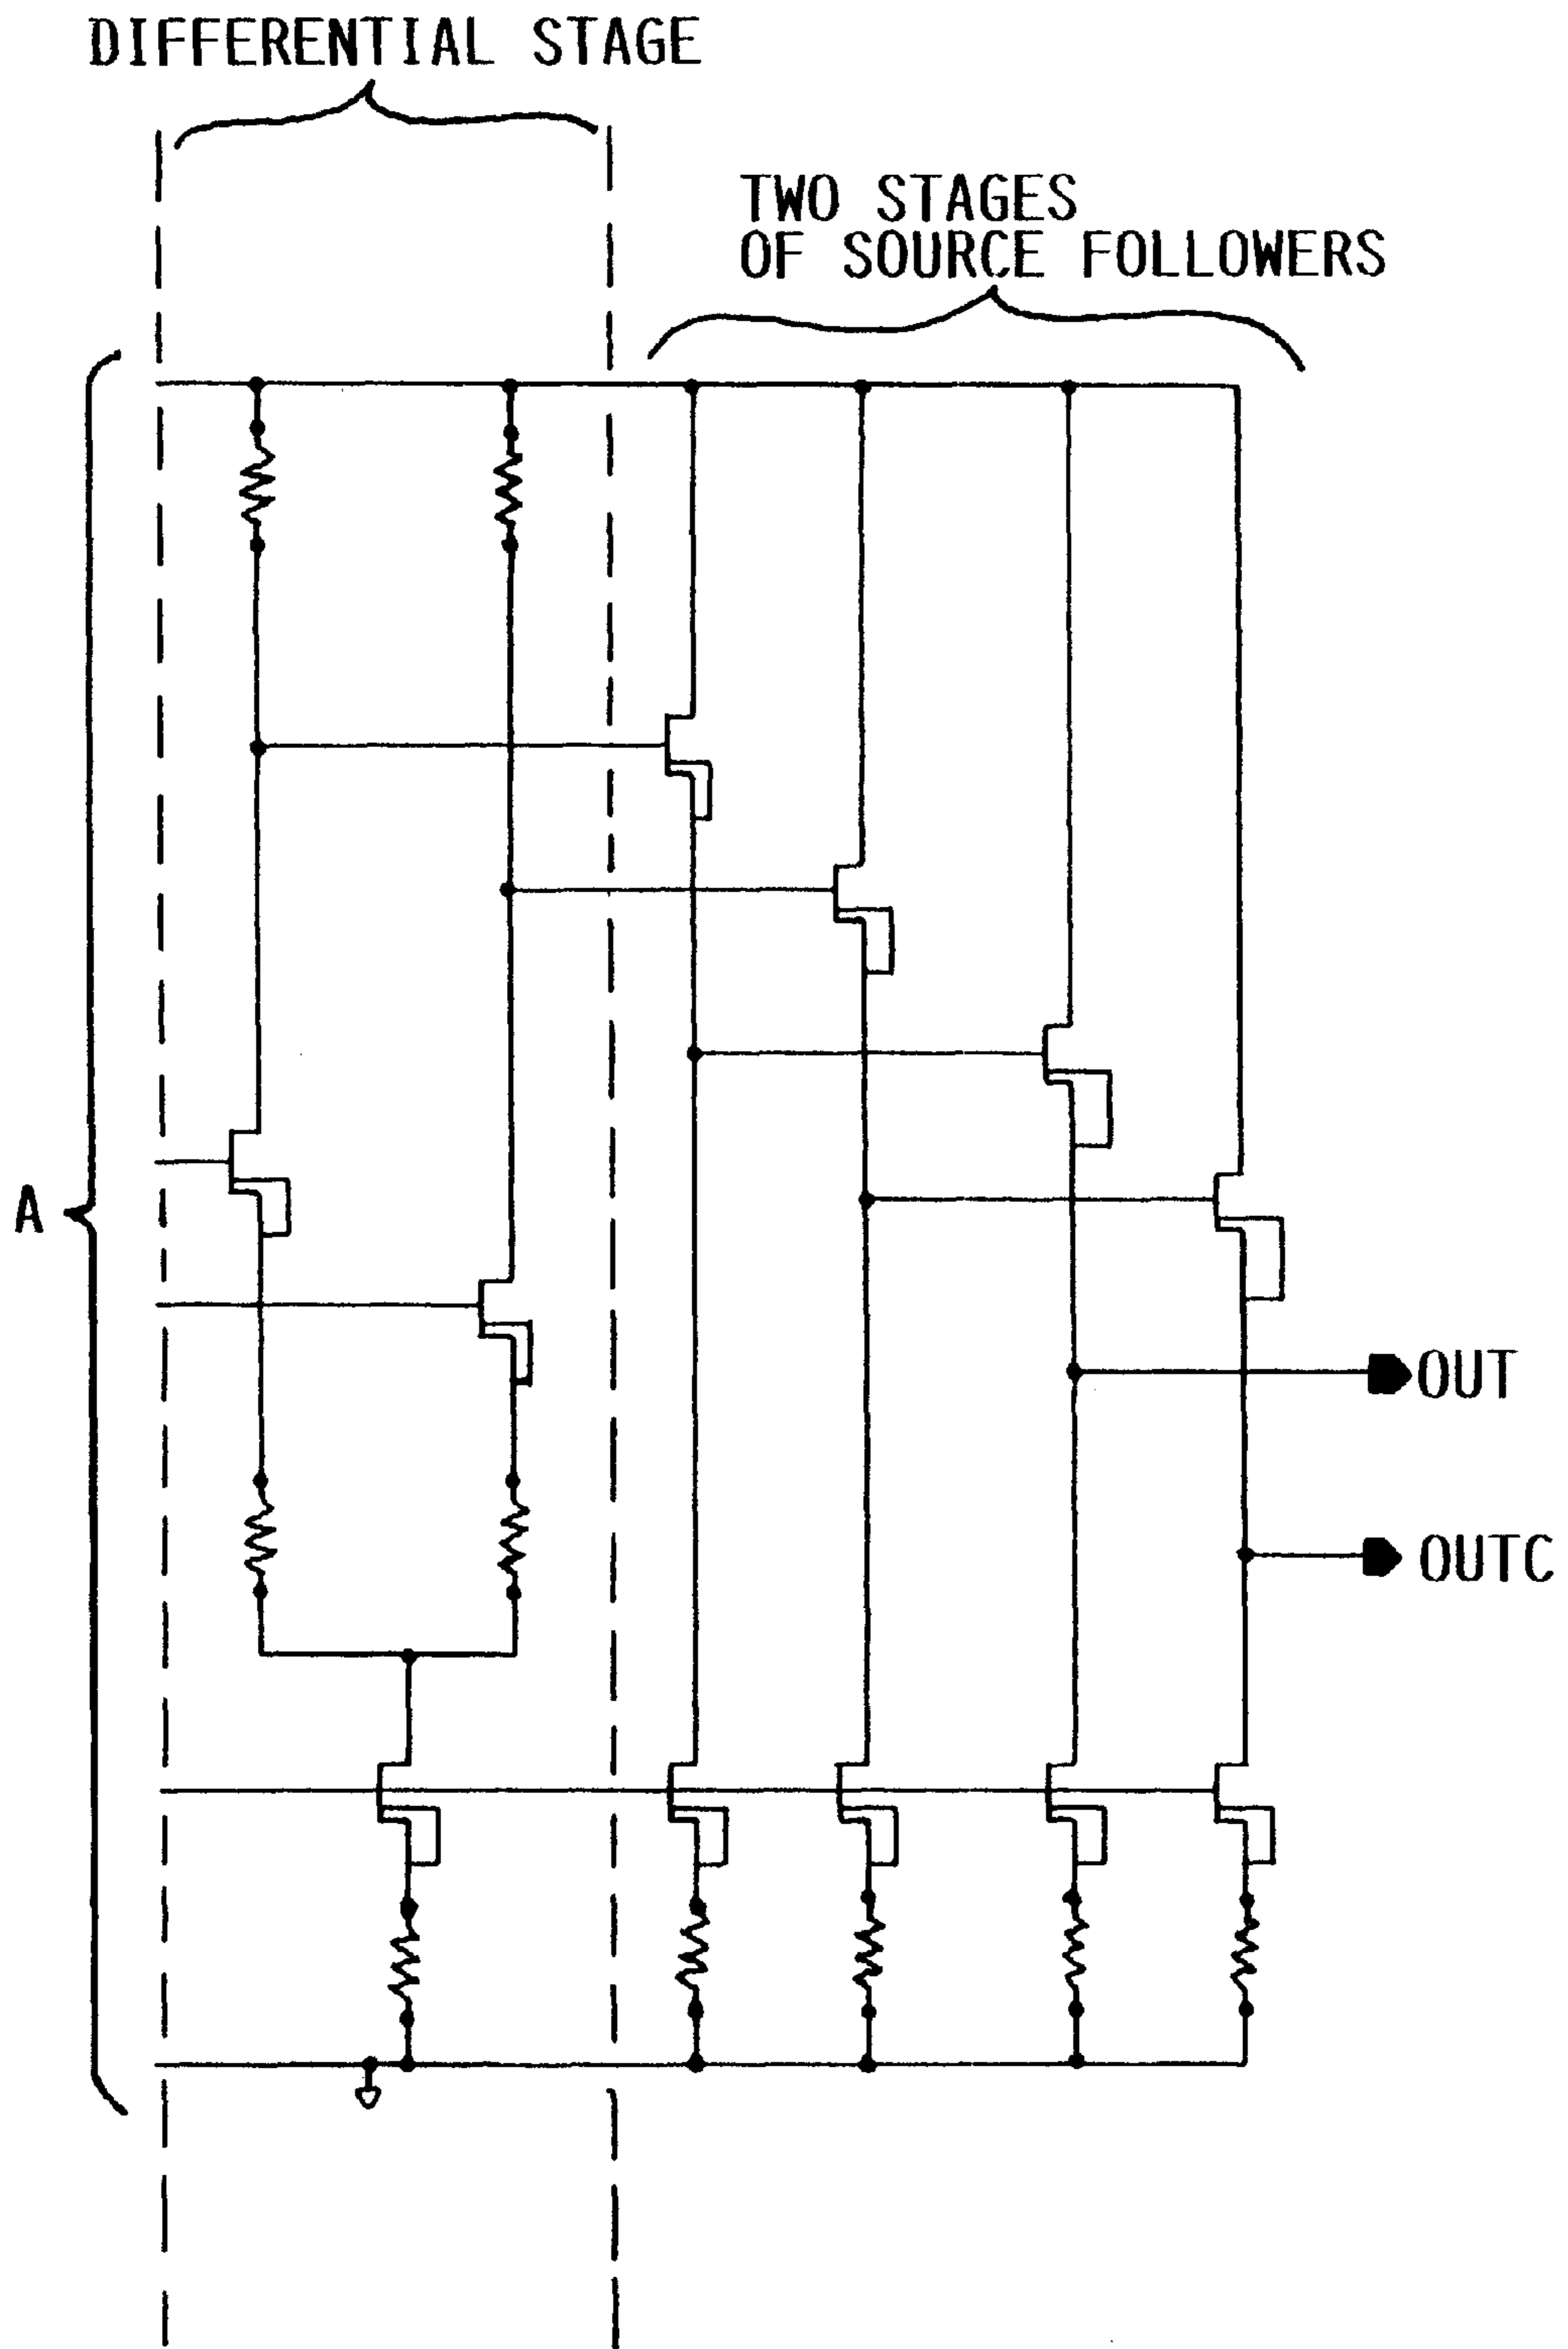 DIFFERENTIAL STAGE
TWO STAGES
OF SOURCE FOLLOWERS
A
OUT
OUTC